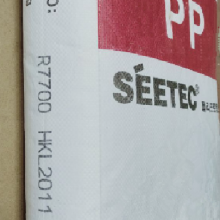 PP
SEETEC®
R7700 HKL2011
O: